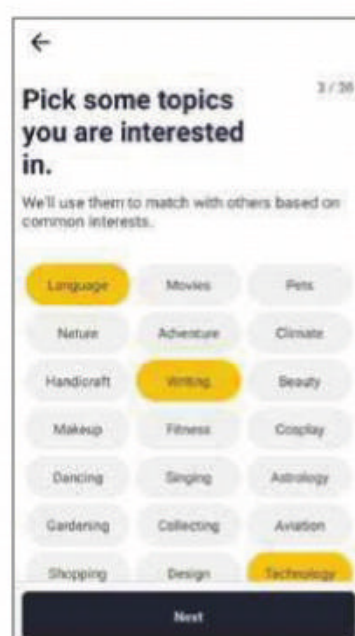 3 / 36
Pick some topics
you are interested
in.
We'll use them to match with others based on
common interests.
Language Movies Pets
Nature Adventure Climate
Handicraft Writing Beauty
Makeup Fitness Cosplay
Dancing Singing Astrology
Gardening Collecting Aviation
Shopping Design Technology
Next